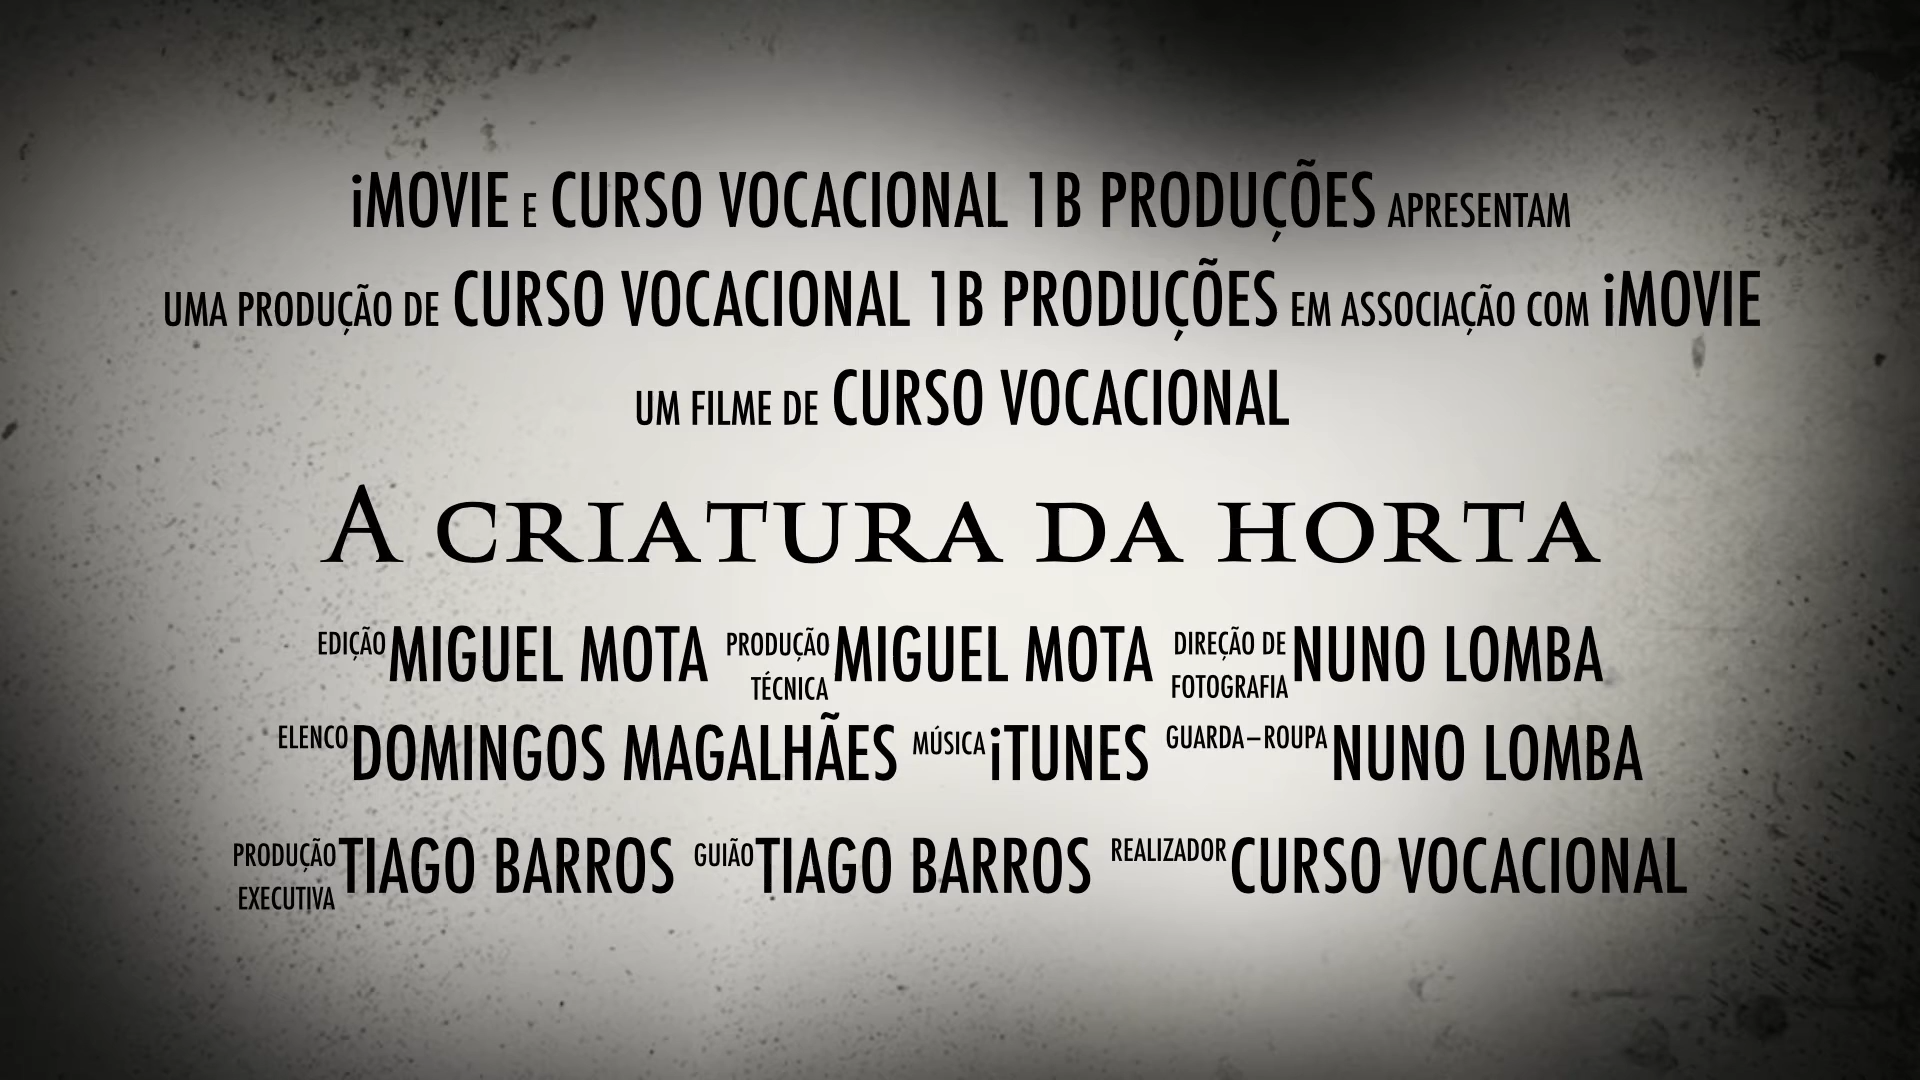 iMOVIE E CURSO VOCACIONAL 1B PRODUÇÕES APRESENTAM
UMA PRODUÇÃO DE CURSO VOCACIONAL 1B PRODUÇÕES EM ASSOCIAÇÃO COM iMOVIE
UM FILME DE CURSO VOCACIONAL
A CRIATURA DA HORTA
EDIÇÃO MIGUEL MOTA PRODUÇÃO TÉCNICA MIGUEL MOTA DIREÇÃO DE FOTOGRAFIA NUNO LOMBA
ELENCO DOMINGOS MAGALHÃES MÚSICA iTUNES GUARDA-ROUPA NUNO LOMBA
PRODUÇÃO EXECUTIVA TIAGO BARROS GUIÃO TIAGO BARROS REALIZADOR CURSO VOCACIONAL